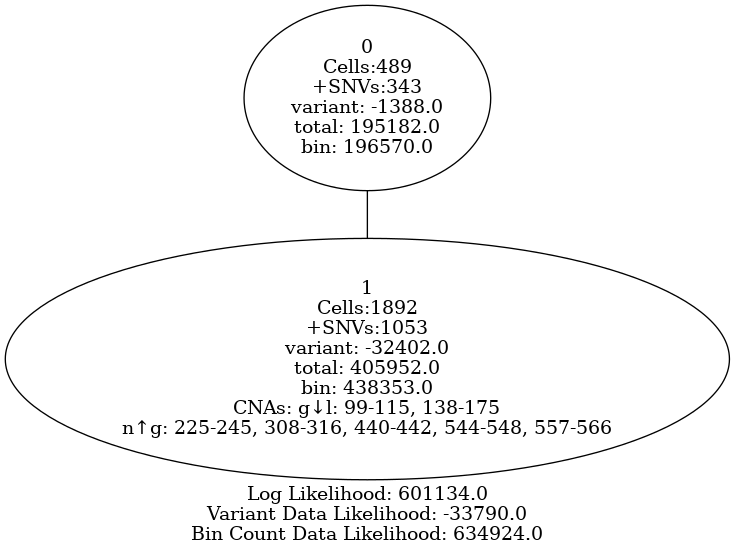 0
Cells:489
+SNVs:343
variant: -1388.0
total: 195182.0
bin: 196570.0
1
Cells:1892
+SNVs:1053
variant: -32402.0
total: 405952.0
bin: 438353.0
CNAs: g↓l: 99-115, 138-175
n↑g: 225-245, 308-316, 440-442, 544-548, 557-566
Log Likelihood: 601134.0
Variant Data Likelihood: -33790.0
Bin Count Data Likelihood: 634924.0